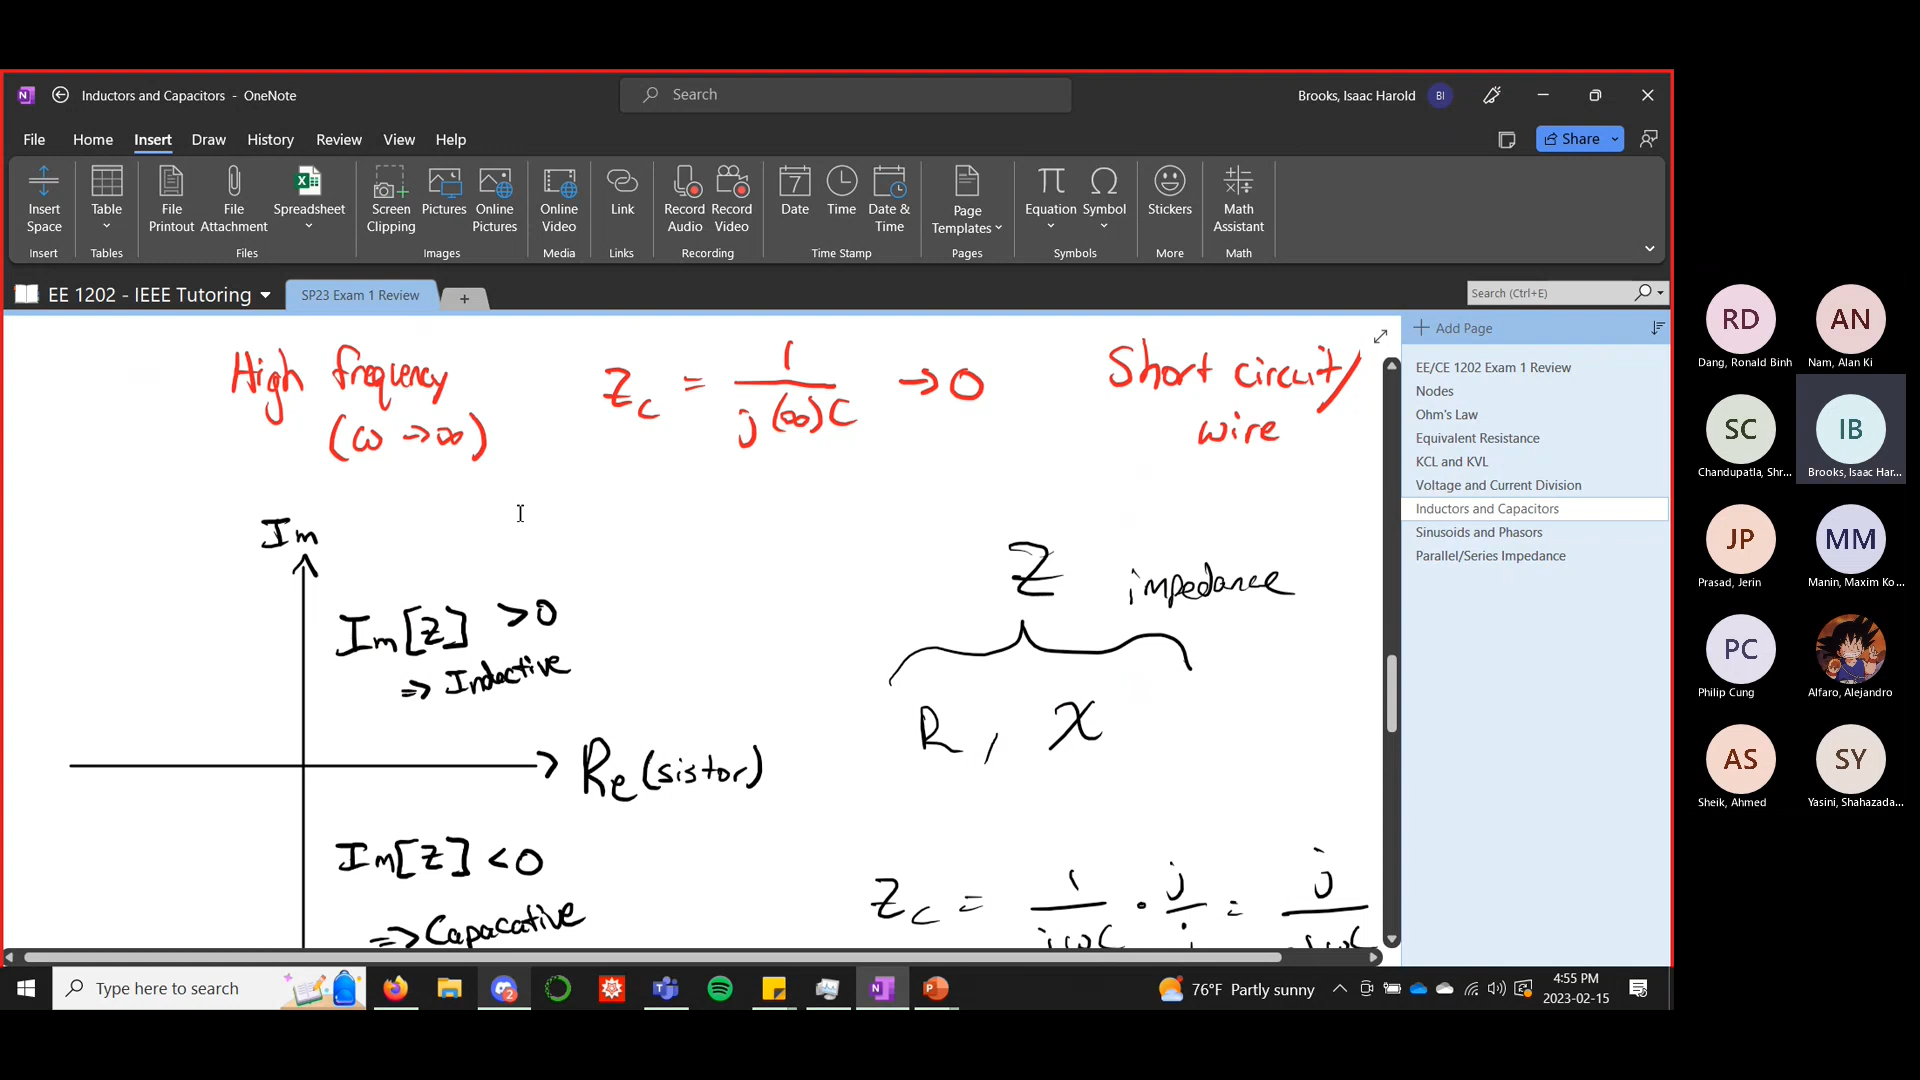 Inductors and Capacitors - OneNote
Search
Brooks, Isaac Harold
BI
File Home Insert Draw History Review View Help
Share
Insert Space
Table
File Printout
File Attachment
Spreadsheet
Screen Clipping
Pictures
Online Pictures
Online Video
Link
Record Audio
Record Video
Date
Time
Date & Time
Page Templates
Equation
Symbol
Stickers
Math Assistant
Insert Tables Files Images Media Links Recording Time Stamp Pages Symbols More Math
EE 1202 - IEEE Tutoring
SP23 Exam 1 Review
+
Search (Ctrl+E)
Add Page
EE/CE 1202 Exam 1 Review
Nodes
Ohm's Law
Equivalent Resistance
KCL and KVL
Voltage and Current Division
Inductors and Capacitors
Sinusoids and Phasors
Parallel/Series Impedance
High frequency
(ω → ∞)
Z_C = 1 / j(∞)C → 0
Short circuit/
wire
Im
Im[Z] > 0
=> Inductive
Re(sistor)
Im[Z] < 0
=> Capacative
Z impedance
R, X
Z_C = 1/jωC · j/j = j/
RD
Dang, Ronald Binh
AN
Nam, Alan Ki
SC
Chandupatla, Shr...
IB
Brooks, Isaac Har...
JP
Prasad, Jerin
MM
Manin, Maxim Ko...
PC
Philip Cung
Alfaro, Alejandro
AS
Sheik, Ahmed
SY
Yasini, Shahazada...
Type here to search
76°F Partly sunny
4:55 PM
2023-02-15